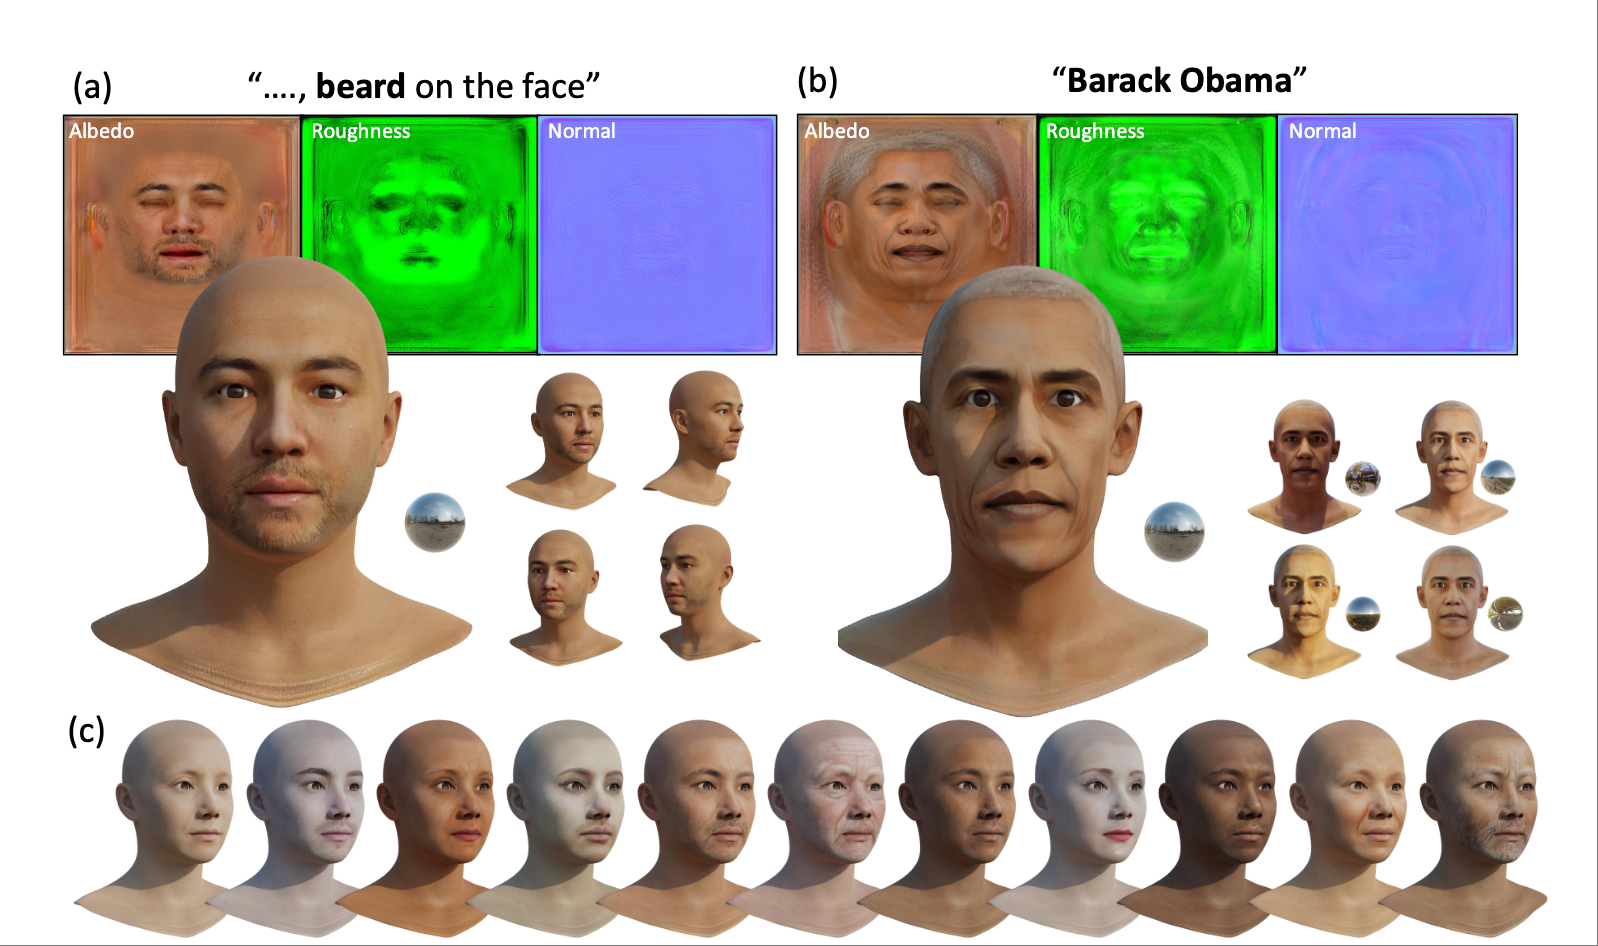 (a) “...., beard on the face”
Albedo Roughness Normal
(b) “Barack Obama”
Albedo Roughness Normal
(c)